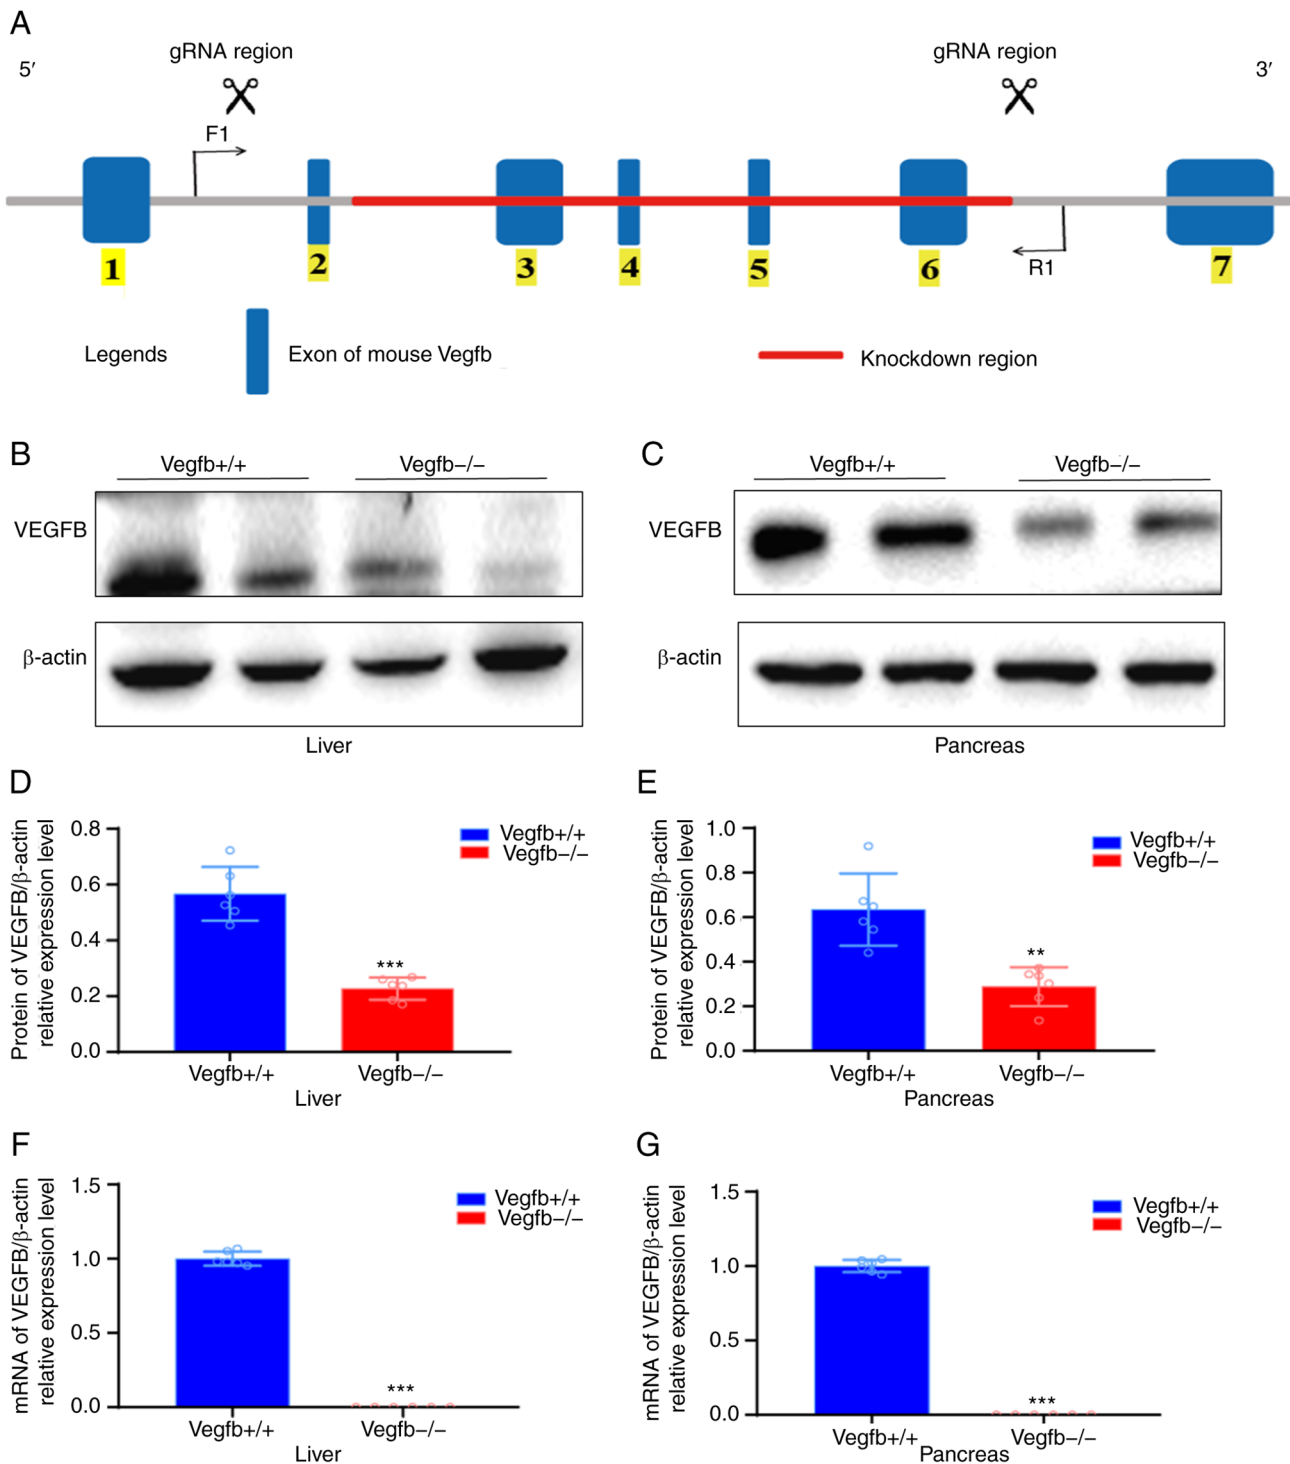 A
gRNA region
gRNA region
5′
3′
F1
1
2
3
4
5
6
7
R1
Legends
Exon of mouse Vegfb
Knockdown region
B
Vegfb+/+
Vegfb−/−
VEGFB
β-actin
Liver
C
Vegfb+/+
Vegfb−/−
VEGFB
β-actin
Pancreas
D
Protein of VEGFB/β-actin
relative expression level
0.8
0.6
0.4
0.2
0.0
***
Vegfb+/+
Vegfb−/−
Vegfb+/+
Vegfb−/−
Liver
E
Protein of VEGFB/β-actin
relative expression level
1.0
0.8
0.6
0.4
0.2
0.0
**
Vegfb+/+
Vegfb−/−
Vegfb+/+
Vegfb−/−
Pancreas
F
mRNA of VEGFB/β-actin
relative expression level
1.5
1.0
0.5
0.0
***
Vegfb+/+
Vegfb−/−
Vegfb+/+
Vegfb−/−
Liver
G
mRNA of VEGFB/β-actin
relative expression level
1.5
1.0
0.5
0.0
***
Vegfb+/+
Vegfb−/−
Vegfb+/+
Vegfb−/−
Pancreas